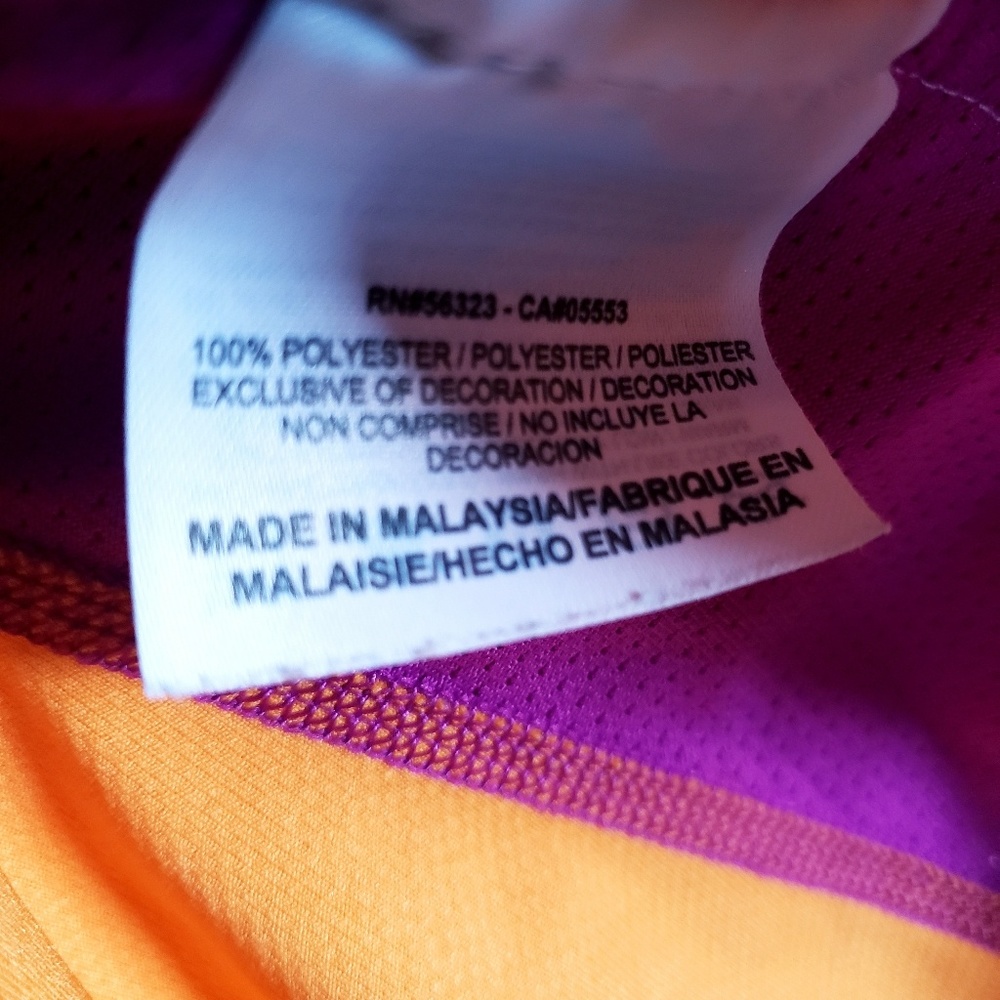 RN#56323 - CA#05553
100% POLYESTER / POLYESTER / POLIESTER
EXCLUSIVE OF DECORATION / DECORATION
NON COMPRISE / NO INCLUYE LA
DECORACION
MADE IN MALAYSIA/FABRIQUE EN
MALAISIE/HECHO EN MALASIA